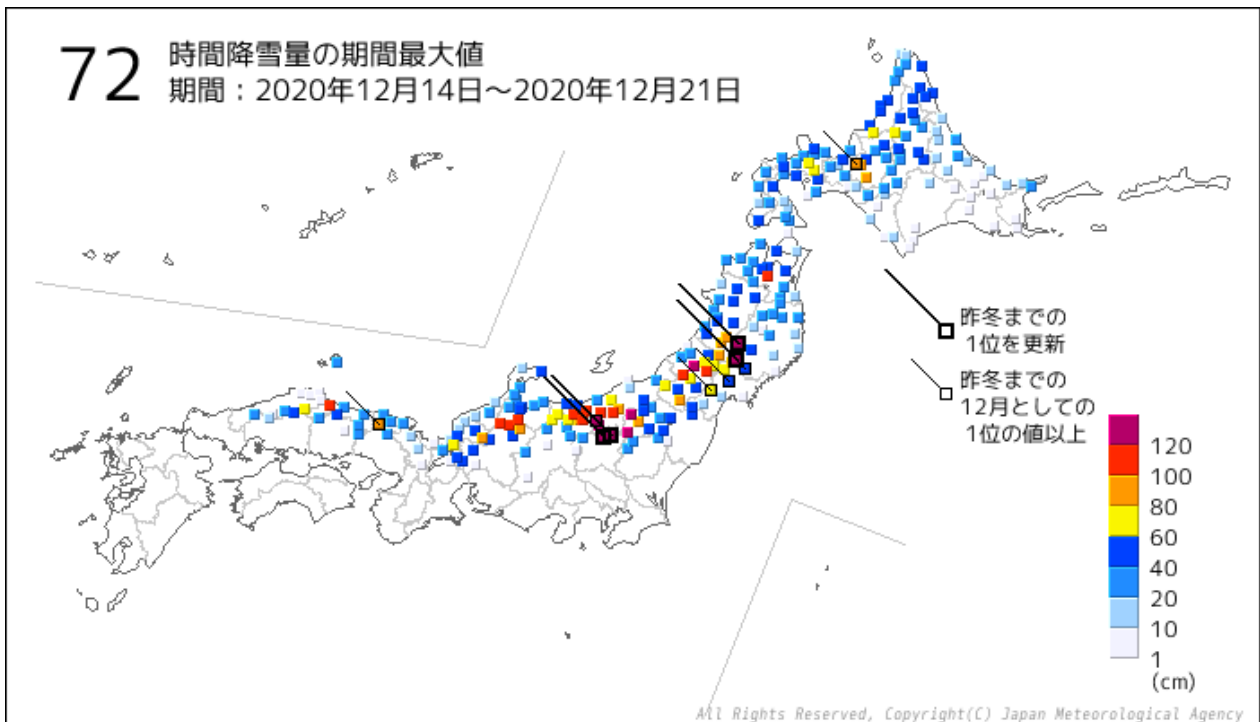 72 時間降雪量の期間最大値
期間：2020年12月14日～2020年12月21日
昨冬までの
1位を更新
昨冬までの
12月としての
1位の値以上
120
100
80
60
40
20
10
1
(cm)
All Rights Reserved, Copyright(C) Japan Meteorological Agency